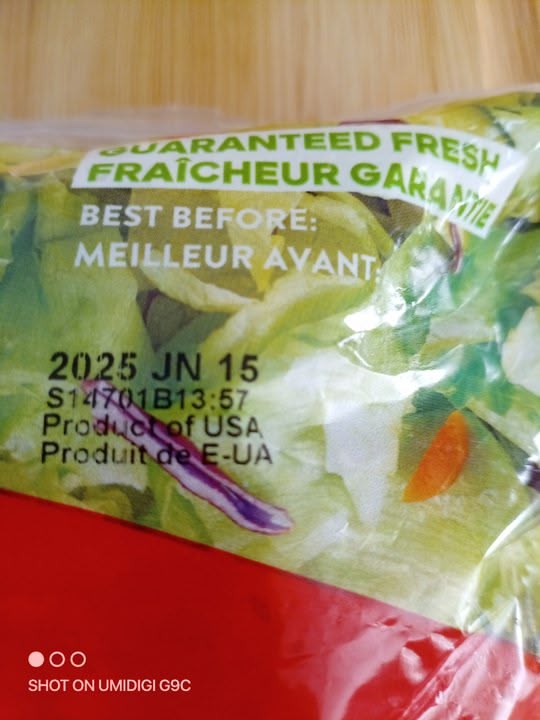 GUARANTEED FRESH
FRAÎCHEUR GARANTIE
BEST BEFORE:
MEILLEUR AVANT:
2025 JN 15
S14701B13:57
Product of USA
Produit de E-UA
SHOT ON UMIDIGI G9C